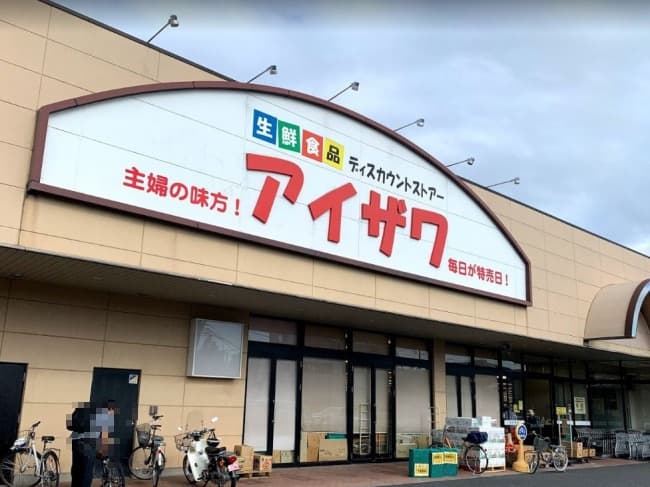 生鮮食品
ディスカウントストアー
主婦の味方！
アイザワ
毎日が特売日！